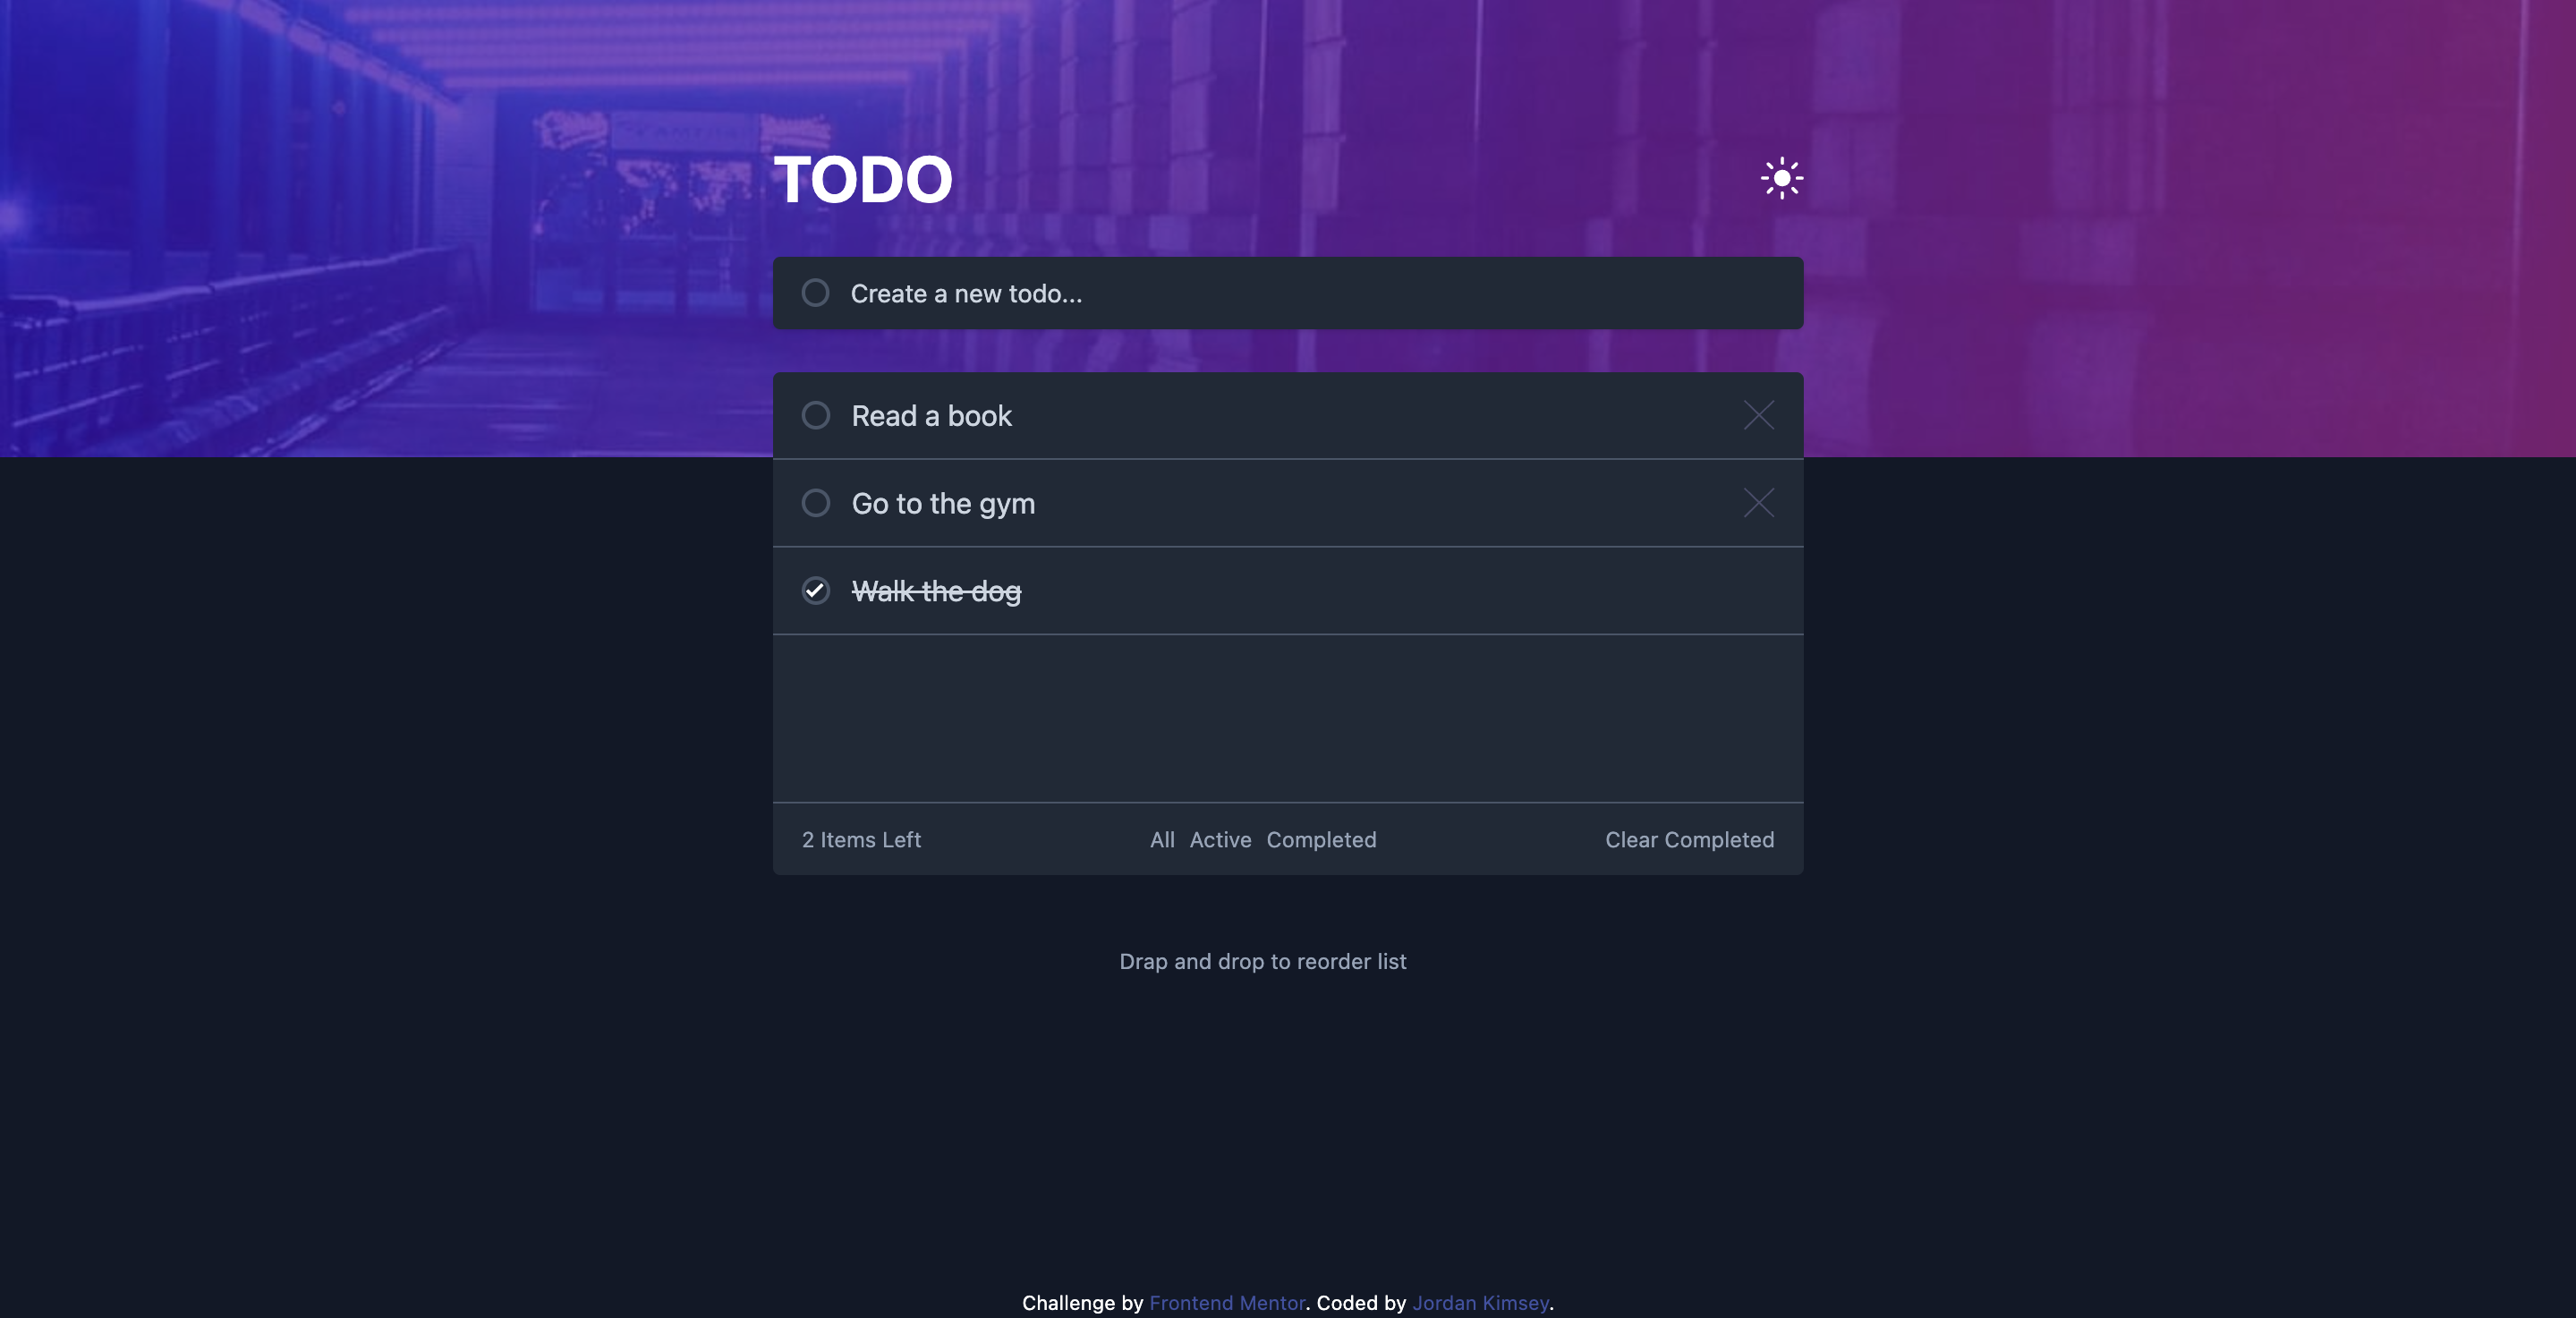 TODO
Create a new todo...
Read a book
Go to the gym
Walk the dog
2 Items Left All Active Completed Clear Completed
Drap and drop to reorder list
Challenge by Frontend Mentor. Coded by Jordan Kimsey.